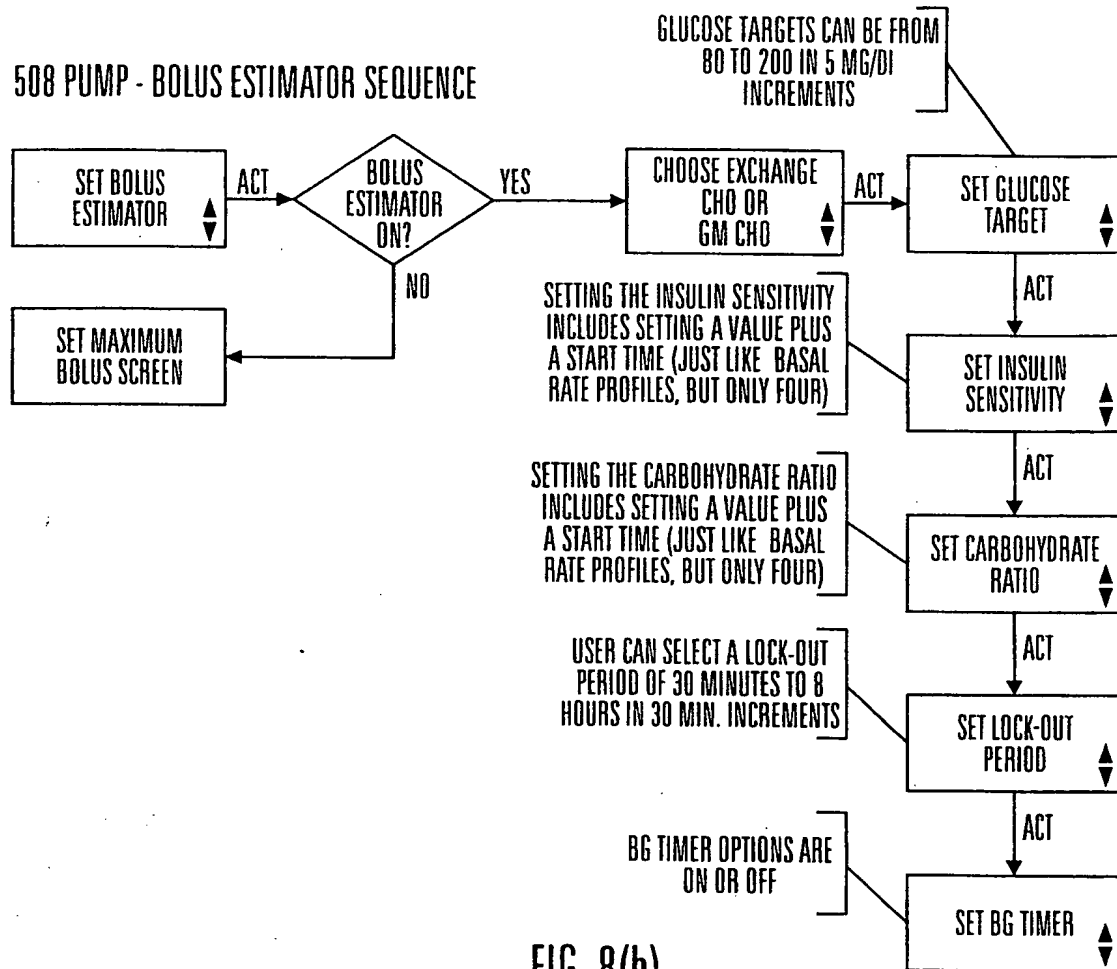 508 PUMP - BOLUS ESTIMATOR SEQUENCE
GLUCOSE TARGETS CAN BE FROM
80 TO 200 IN 5 MG/Dl
INCREMENTS
SET BOLUS
ESTIMATOR
ACT
BOLUS
ESTIMATOR
ON?
YES
CHOOSE EXCHANGE
CHO OR
GM CHO
ACT
SET GLUCOSE
TARGET
NO
ACT
SET MAXIMUM
BOLUS SCREEN
SETTING THE INSULIN SENSITIVITY
INCLUDES SETTING A VALUE PLUS
A START TIME (JUST LIKE BASAL
RATE PROFILES, BUT ONLY FOUR)
SET INSULIN
SENSITIVITY
ACT
SETTING THE CARBOHYDRATE RATIO
INCLUDES SETTING A VALUE PLUS
A START TIME (JUST LIKE BASAL
RATE PROFILES, BUT ONLY FOUR)
SET CARBOHYDRATE
RATIO
ACT
USER CAN SELECT A LOCK-OUT
PERIOD OF 30 MINUTES TO 8
HOURS IN 30 MIN. INCREMENTS
SET LOCK-OUT
PERIOD
ACT
BG TIMER OPTIONS ARE
ON OR OFF
SET BG TIMER
FIG. 8(b)